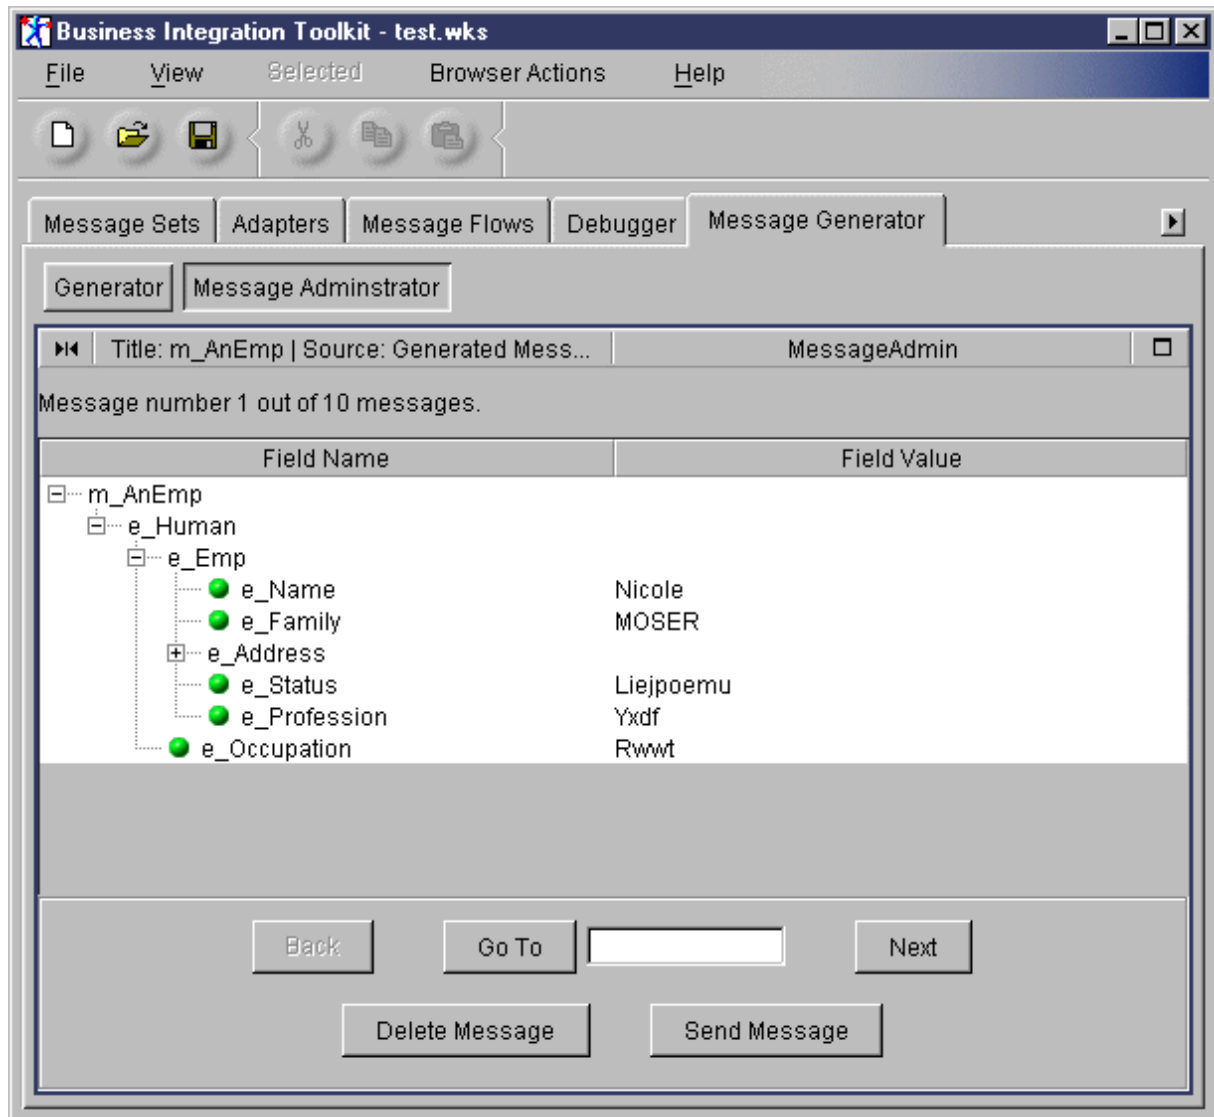 Business Integration Toolkit - test.wks
File View Selected Browser Actions Help
Message Sets Adapters Message Flows Debugger Message Generator
Generator Message Adminstrator
Title: m_AnEmp | Source: Generated Mess... MessageAdmin
Message number 1 out of 10 messages.
Field Name Field Value
m_AnEmp
e_Human
e_Emp
e_Name Nicole
e_Family MOSER
e_Address
e_Status Liejpoemu
e_Profession Yxdf
e_Occupation Rwwt
Back Go To Next
Delete Message Send Message